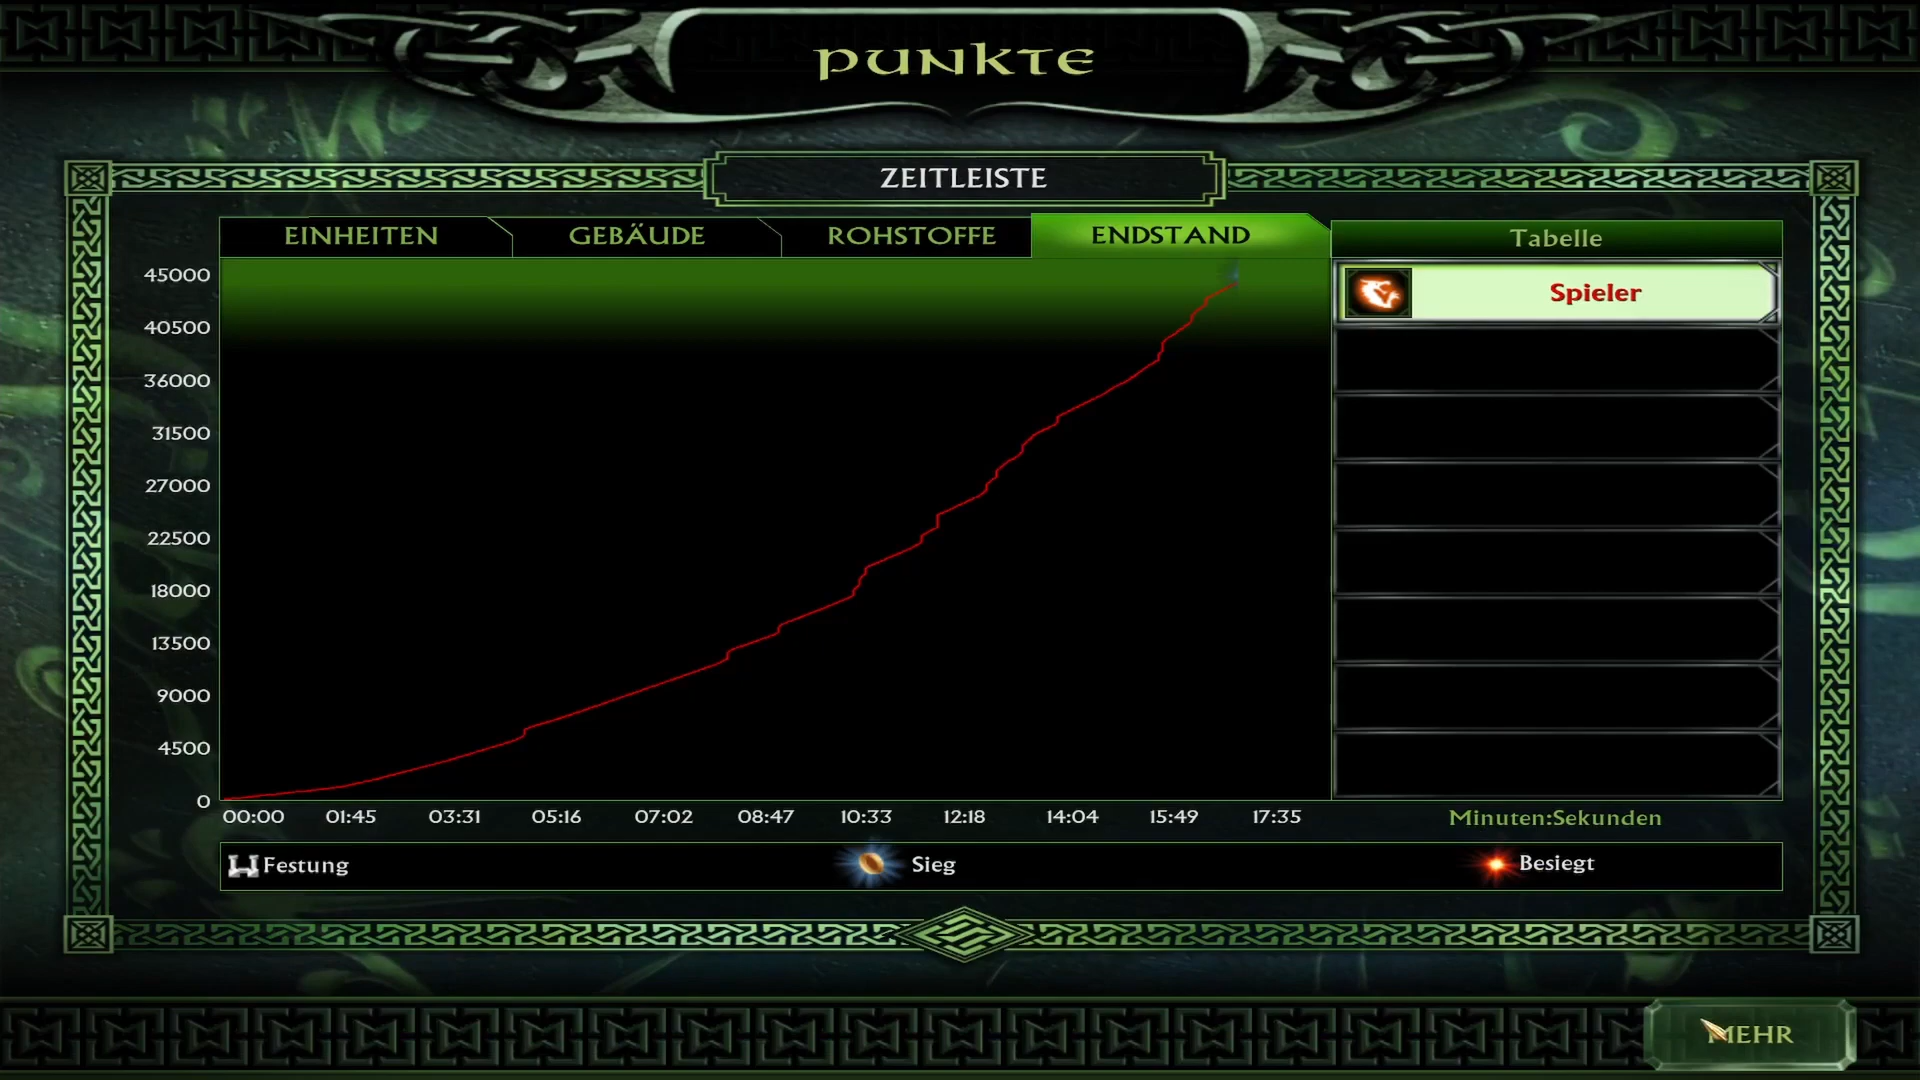 PUNKTE
ZEITLEISTE
EINHEITEN GEBÄUDE ROHSTOFFE ENDSTAND Tabelle
Spieler
45000
40500
36000
31500
27000
22500
18000
13500
9000
4500
0
00:00 01:45 03:31 05:16 07:02 08:47 10:33 12:18 14:04 15:49 17:35 Minuten:Sekunden
Festung Sieg Besiegt
MEHR